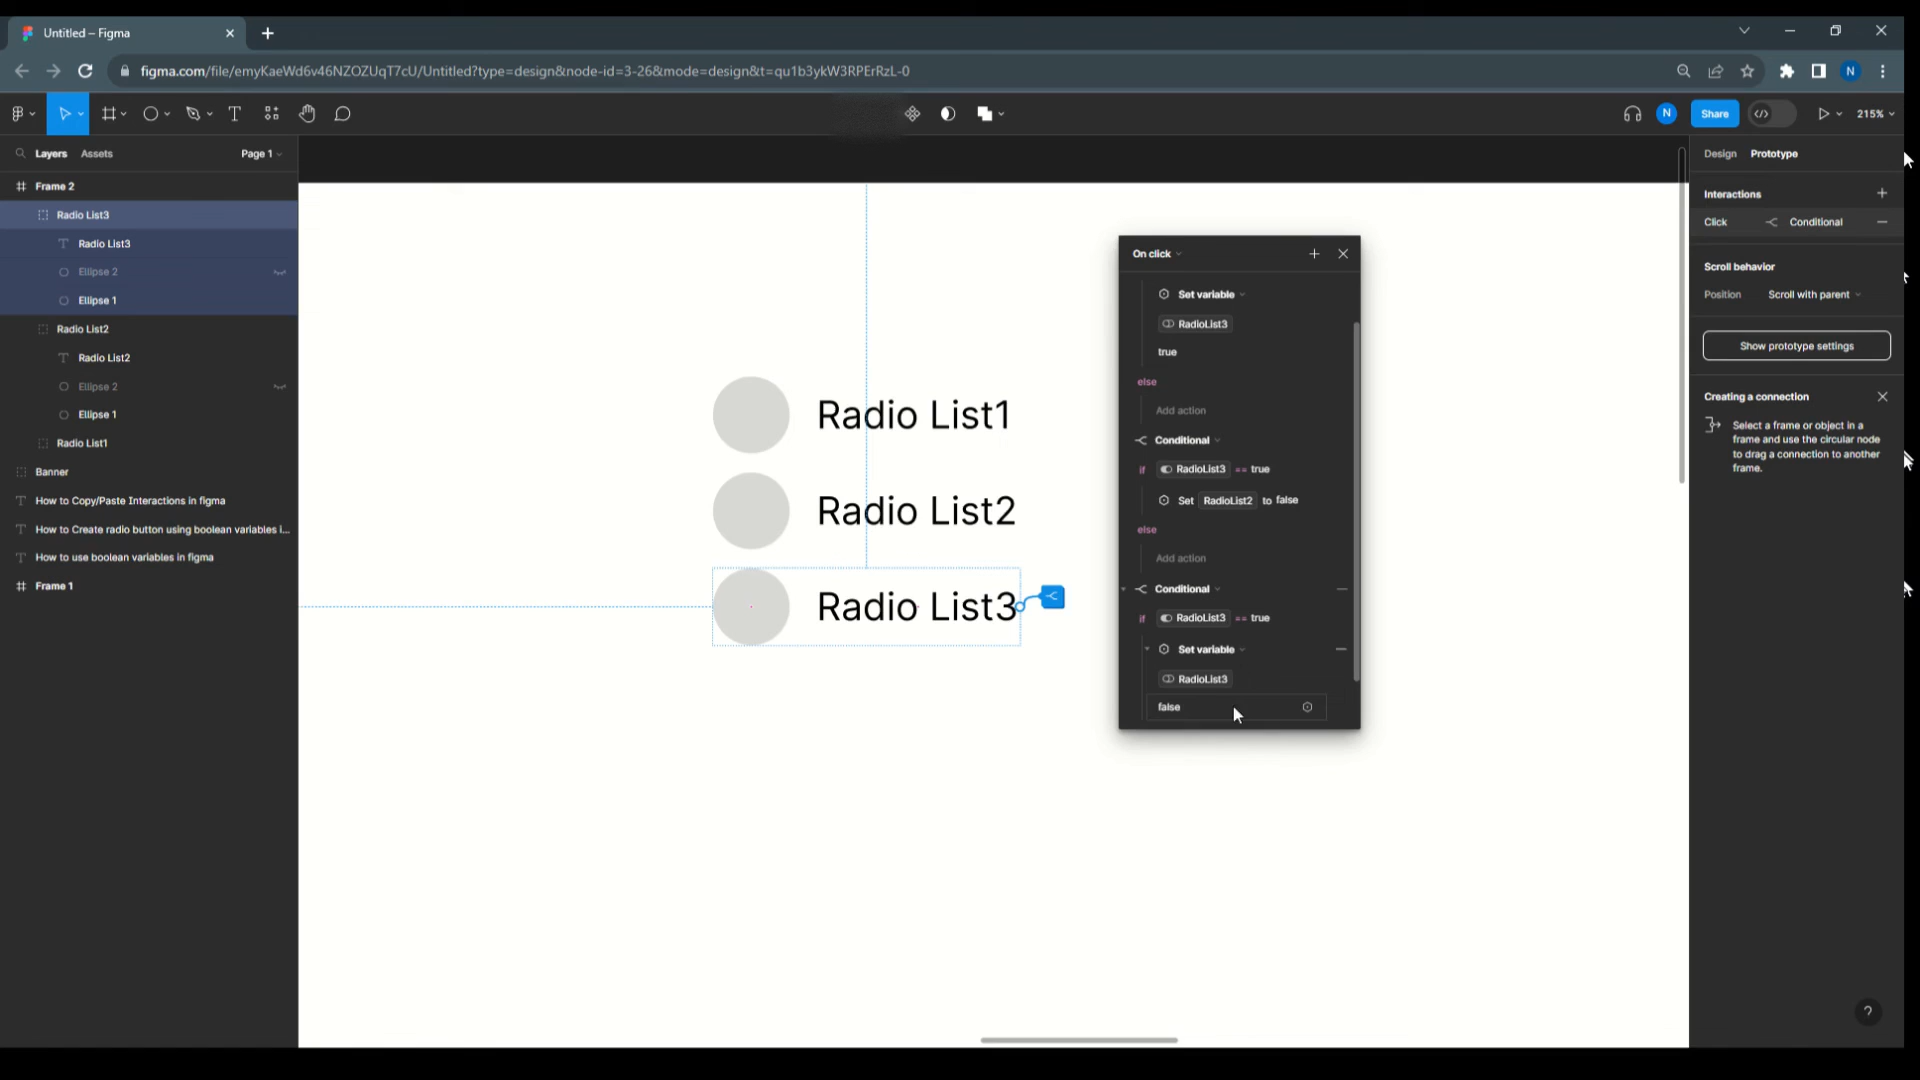 Untitled – Figma
figma.com/file/emyKaeWd6v46NZOZUqT7cU/Untitled?type=design&node-id=3-26&mode=design&t=qu1b3ykW3RPErRzL-0
N
N
Share
215%
Layers
Assets
Page 1
Frame 2
Radio List3
Radio List3
Ellipse 2
Ellipse 1
Radio List2
Radio List2
Ellipse 2
Ellipse 1
Radio List1
Banner
How to Copy/Paste Interactions in figma
How to Create radio button using boolean variables i...
How to use boolean variables in figma
Frame 1
Radio List1
Radio List2
Radio List3
On click
Set variable
RadioList3
true
else
Add action
Conditional
if RadioList3 == true
Set RadioList2 to false
else
Add action
Conditional
if RadioList3 == true
Set variable
RadioList3
false
Design
Prototype
Interactions
Click
Conditional
Scroll behavior
Position
Scroll with parent
Show prototype settings
Creating a connection
Select a frame or object in a
frame and use the circular node
to drag a connection to another
frame.
?